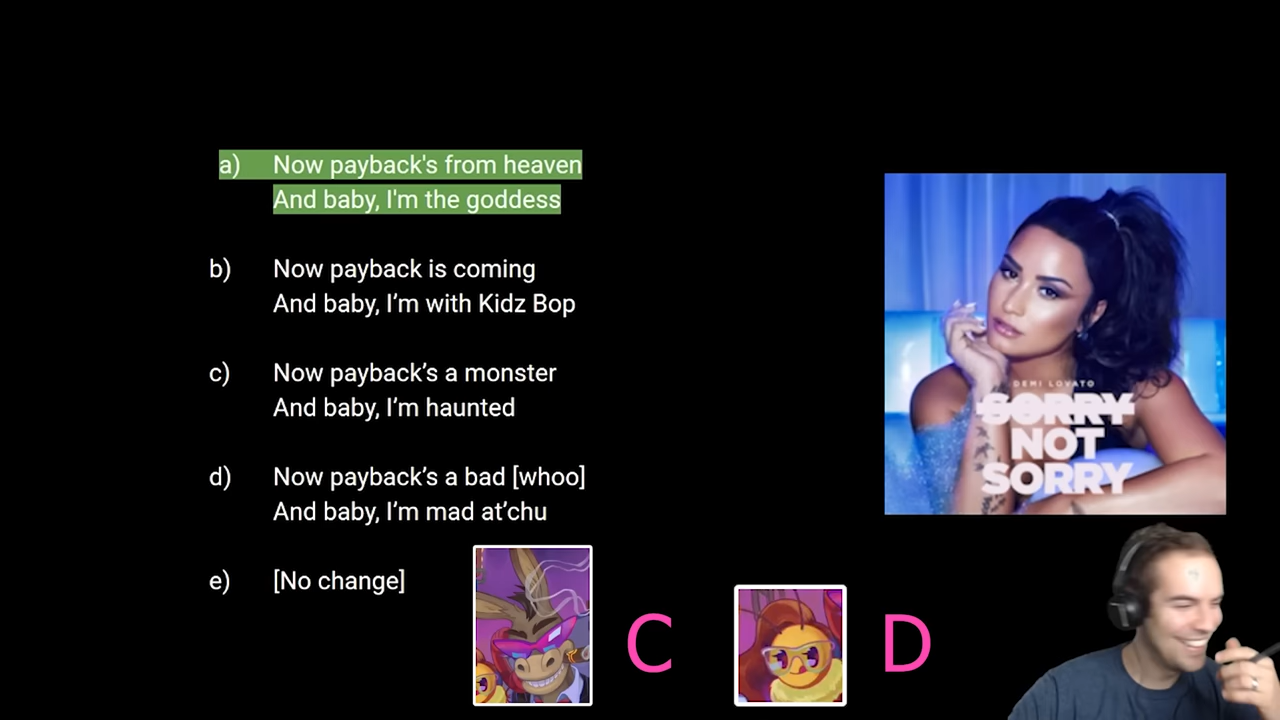 a) Now payback's from heaven
And baby, I'm the goddess
b) Now payback is coming
And baby, I’m with Kidz Bop
c) Now payback’s a monster
And baby, I’m haunted
d) Now payback’s a bad [whoo]
And baby, I’m mad at’chu
e) [No change]
DEMI LOVATO
SORRY
NOT
SORRY
C
D